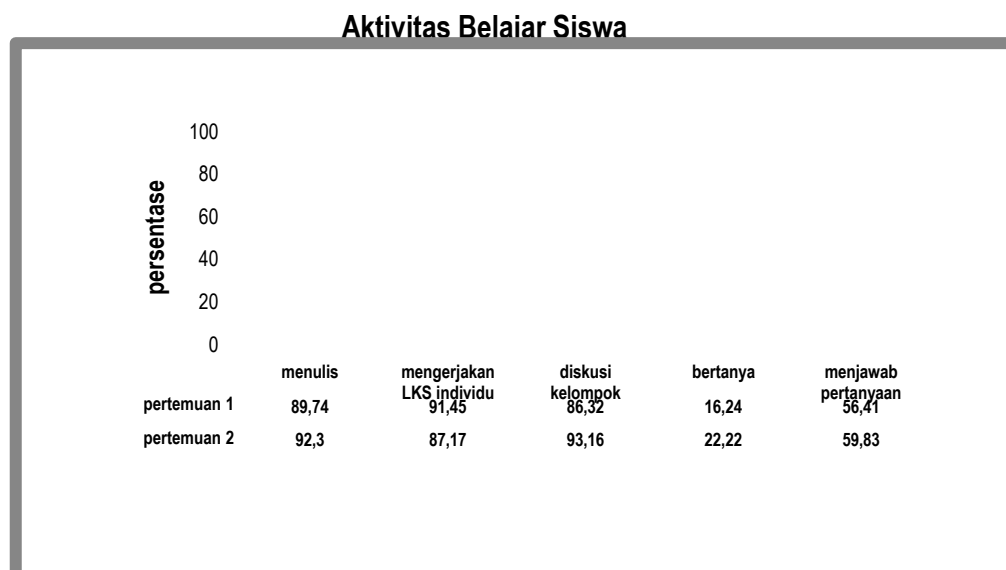 Aktivitas Belajar Siswa
persentase
100
80
60
40
20
0
menulis mengerjakan LKS individu diskusi kelompok bertanya menjawab pertanyaan
pertemuan 1 89,74 91,45 86,32 16,24 56,41
pertemuan 2 92,3 87,17 93,16 22,22 59,83